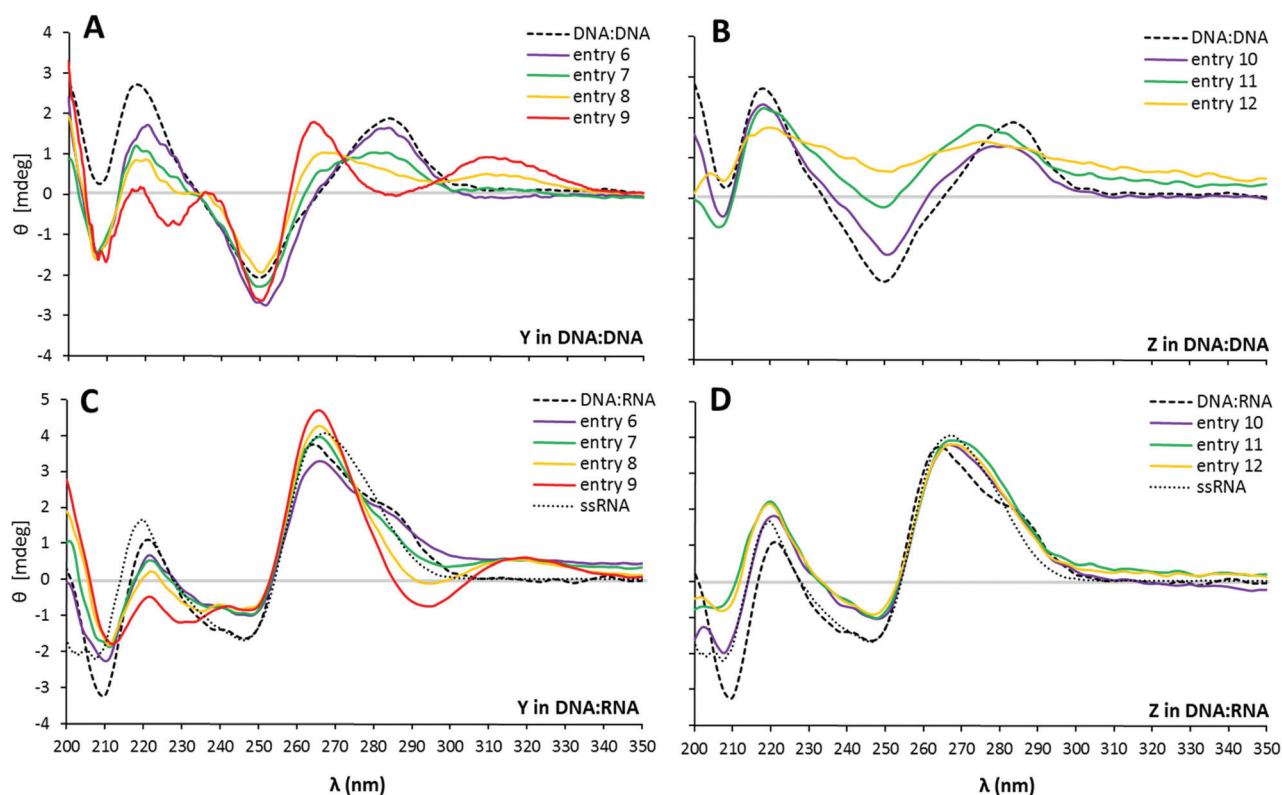 A
DNA:DNA
entry 6
entry 7
entry 8
entry 9
4
3
2
1
0
-1
-2
-3
-4
θ [mdeg]
Y in DNA:DNA
B
DNA:DNA
entry 10
entry 11
entry 12
Z in DNA:DNA
C
DNA:RNA
entry 6
entry 7
entry 8
entry 9
ssRNA
5
4
3
2
1
0
-1
-2
-3
-4
θ [mdeg]
Y in DNA:RNA
200 210 220 230 240 250 260 270 280 290 300 310 320 330 340 350
λ (nm)
D
DNA:RNA
entry 10
entry 11
entry 12
ssRNA
Z in DNA:RNA
200 210 220 230 240 250 260 270 280 290 300 310 320 330 340 350
λ (nm)